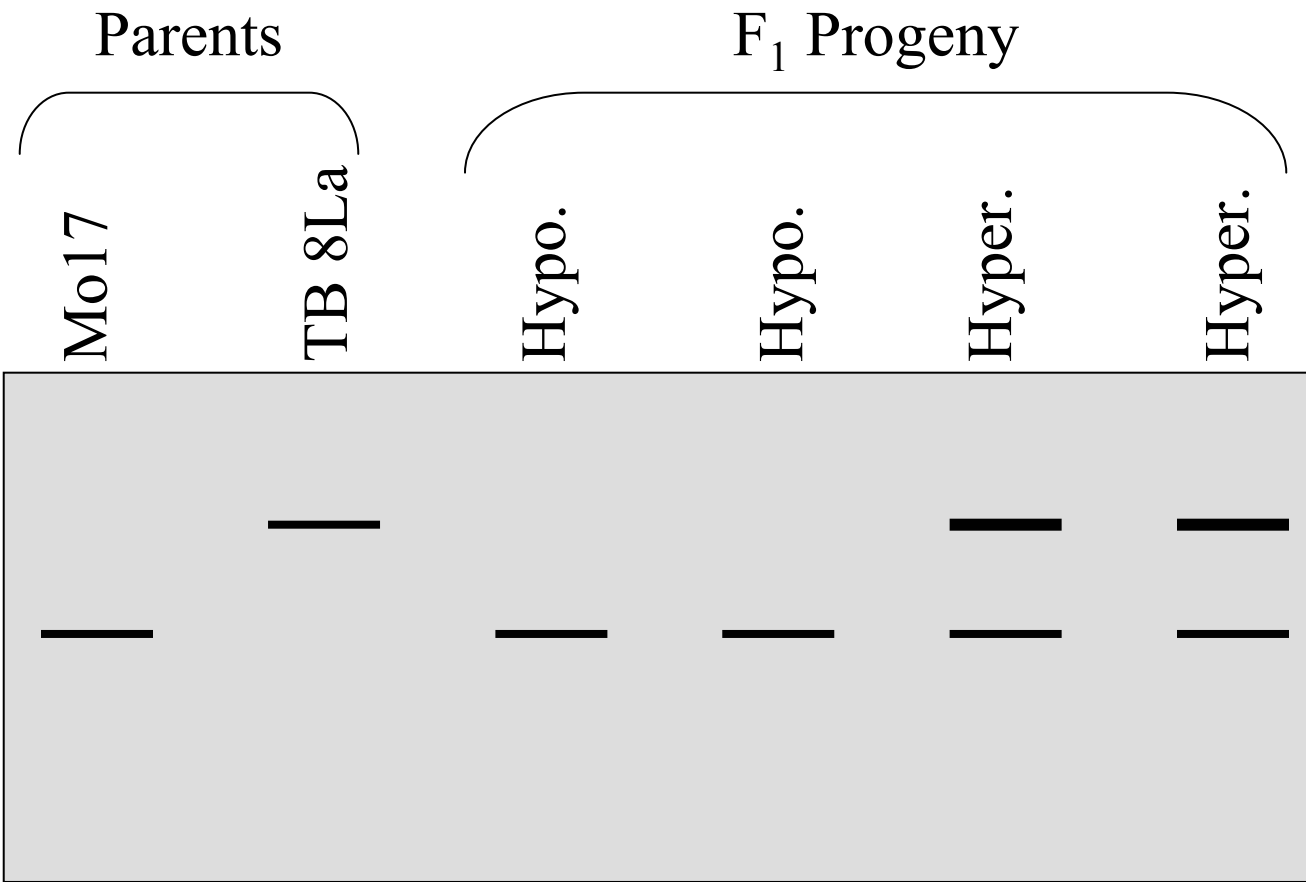 Parents
F₁ Progeny
Mo17
TB 8La
Hypo.
Hypo.
Hyper.
Hyper.